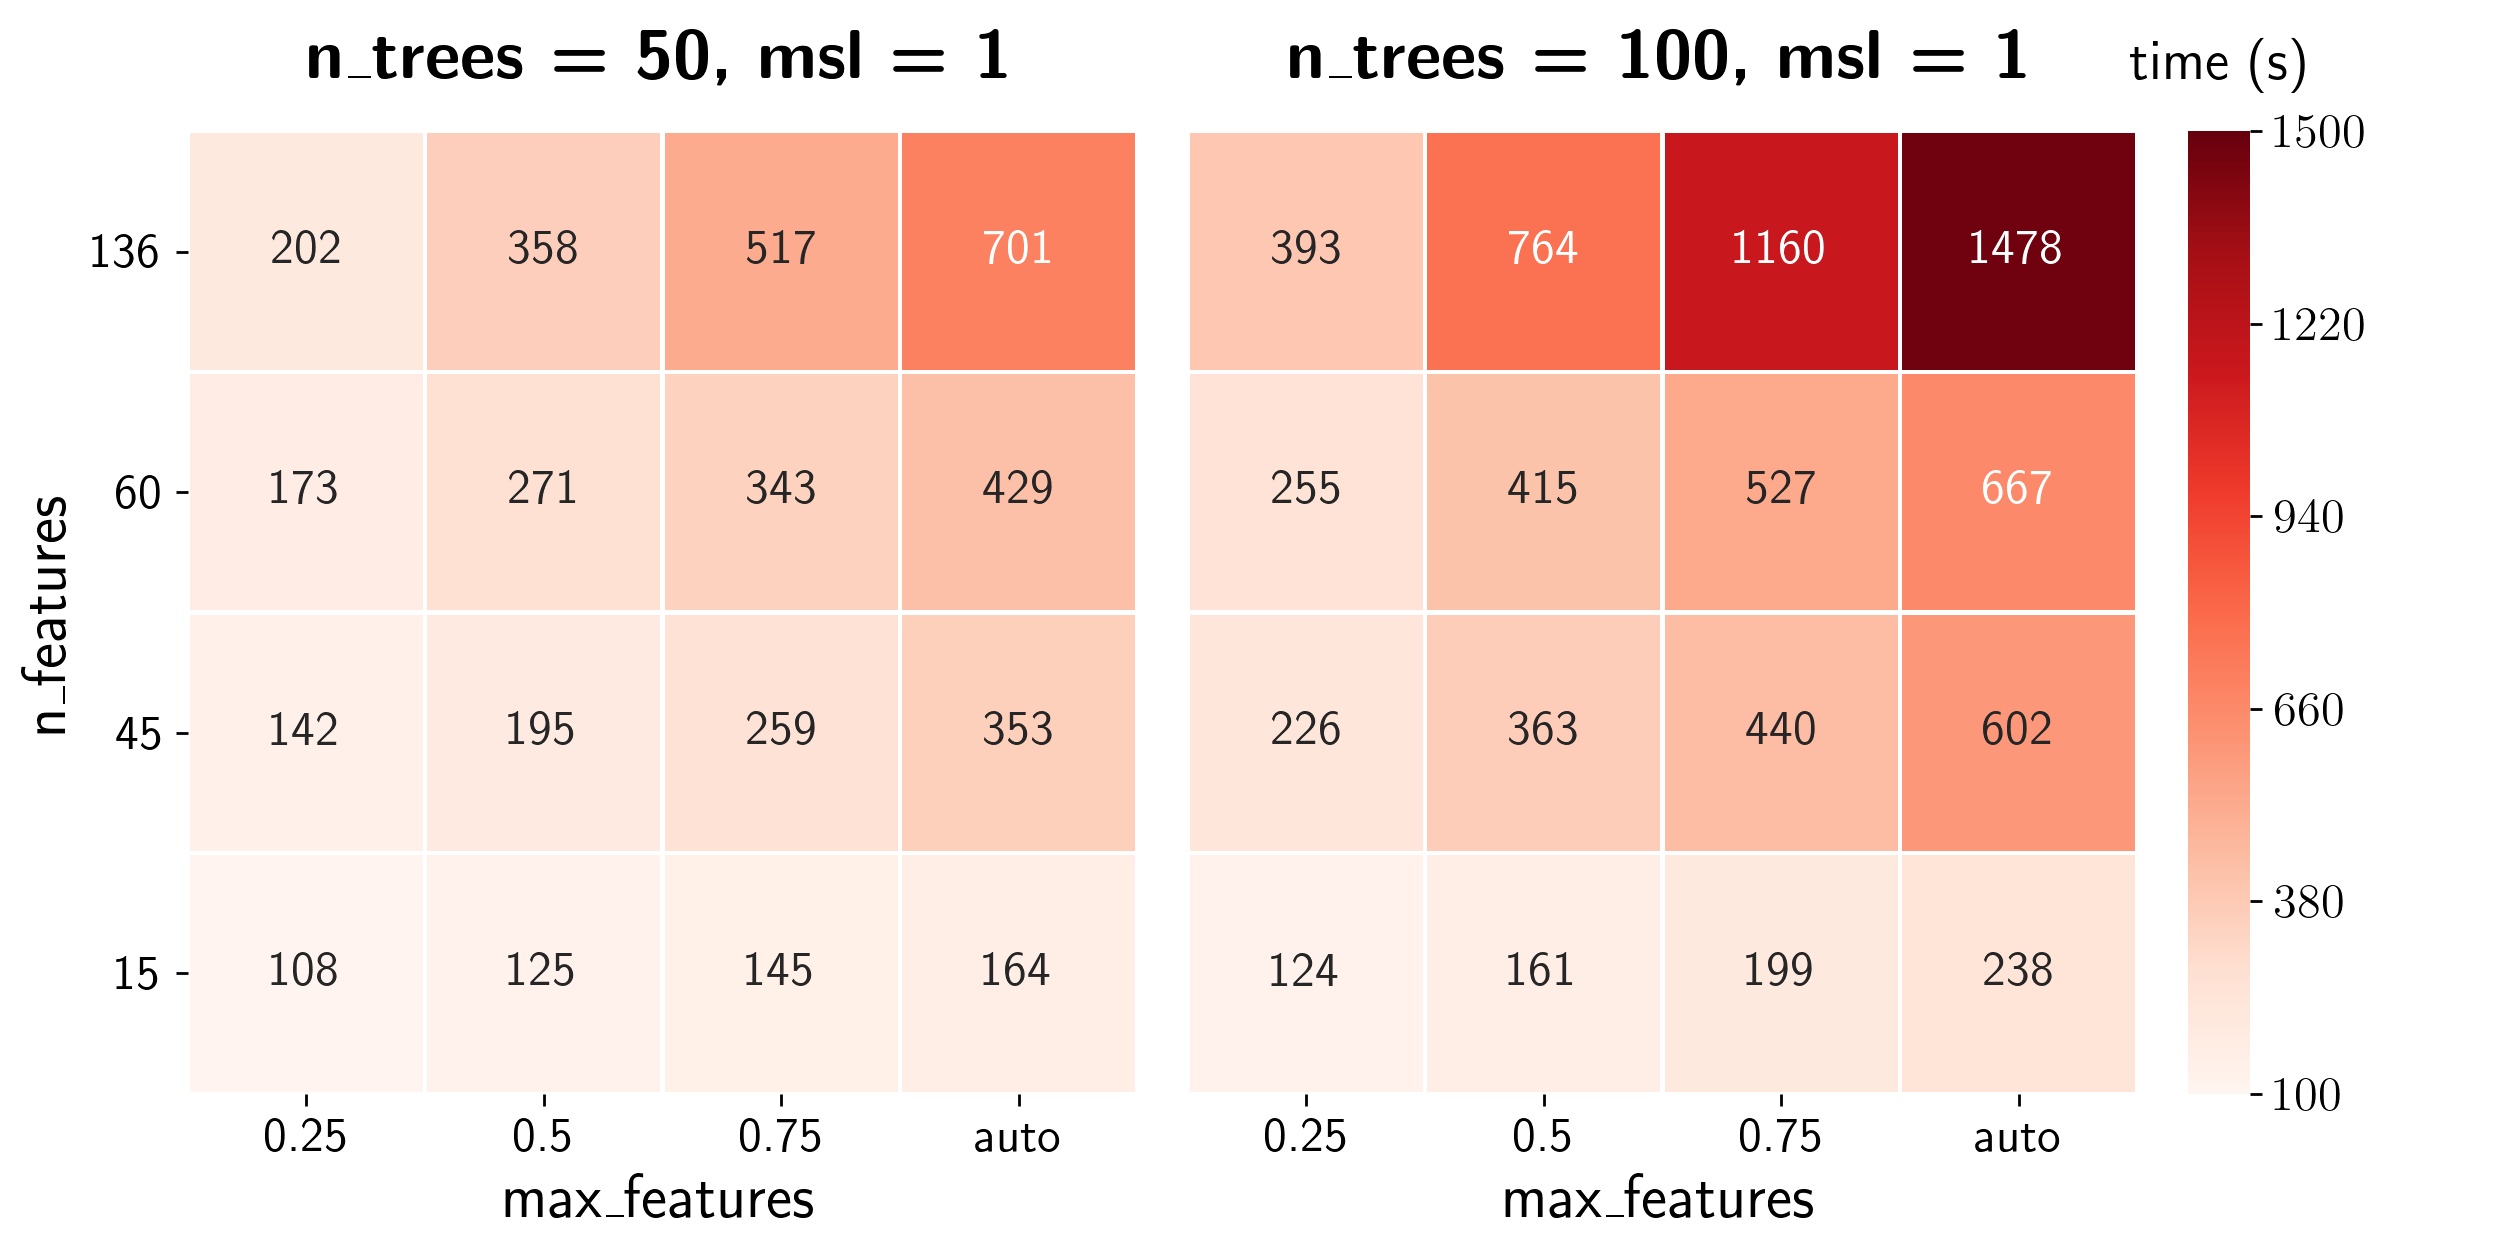 n_trees = 50, msl = 1
n_trees = 100, msl = 1
time (s)
n_features
136 202 358 517 701
60 173 271 343 429
45 142 195 259 353
15 108 125 145 164
0.25 0.5 0.75 auto
max_features
393 764 1160 1478
255 415 527 667
226 363 440 602
124 161 199 238
0.25 0.5 0.75 auto
max_features
1500
1220
940
660
380
100